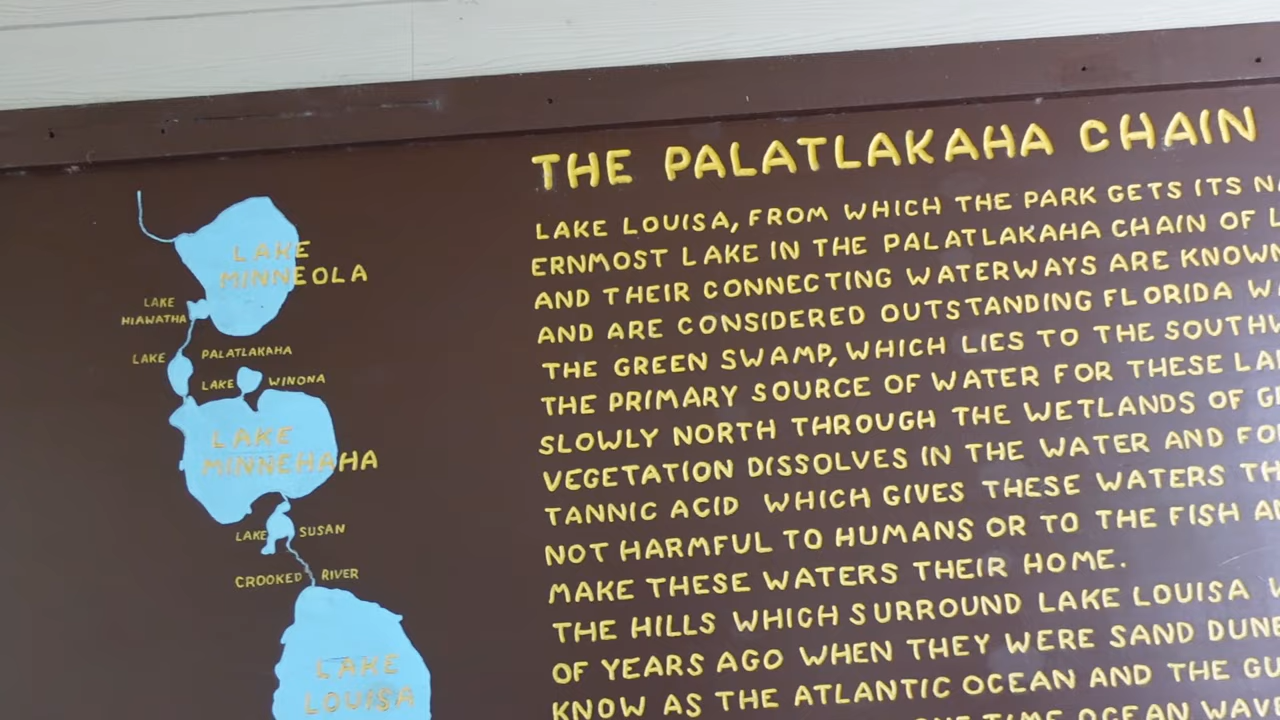 THE PALATLAKAHA CHAIN
LAKE LOUISA, FROM WHICH THE PARK GETS ITS
ERNMOST LAKE IN THE PALATLAKAHA CHAIN OF
AND THEIR CONNECTING WATERWAYS ARE KNOWN
AND ARE CONSIDERED OUTSTANDING FLORIDA
THE GREEN SWAMP, WHICH LIES TO THE
THE PRIMARY SOURCE OF WATER FOR THESE
SLOWLY NORTH THROUGH THE WETLANDS OF
VEGETATION DISSOLVES IN THE WATER AND
TANNIC ACID WHICH GIVES THESE WATERS
NOT HARMFUL TO HUMANS OR TO THE FISH
MAKE THESE WATERS THEIR HOME.
THE HILLS WHICH SURROUND LAKE LOUISA
OF YEARS AGO WHEN THEY WERE SAND
KNOW AS THE ATLANTIC OCEAN AND THE
TIME OCEAN
LAKE
MINNEOLA
LAKE
HIAWATHA
LAKE PALATLAKAHA
LAKE WINONA
LAKE
MINNEHAHA
LAKE SUSAN
CROOKED RIVER
LAKE
LOUISA